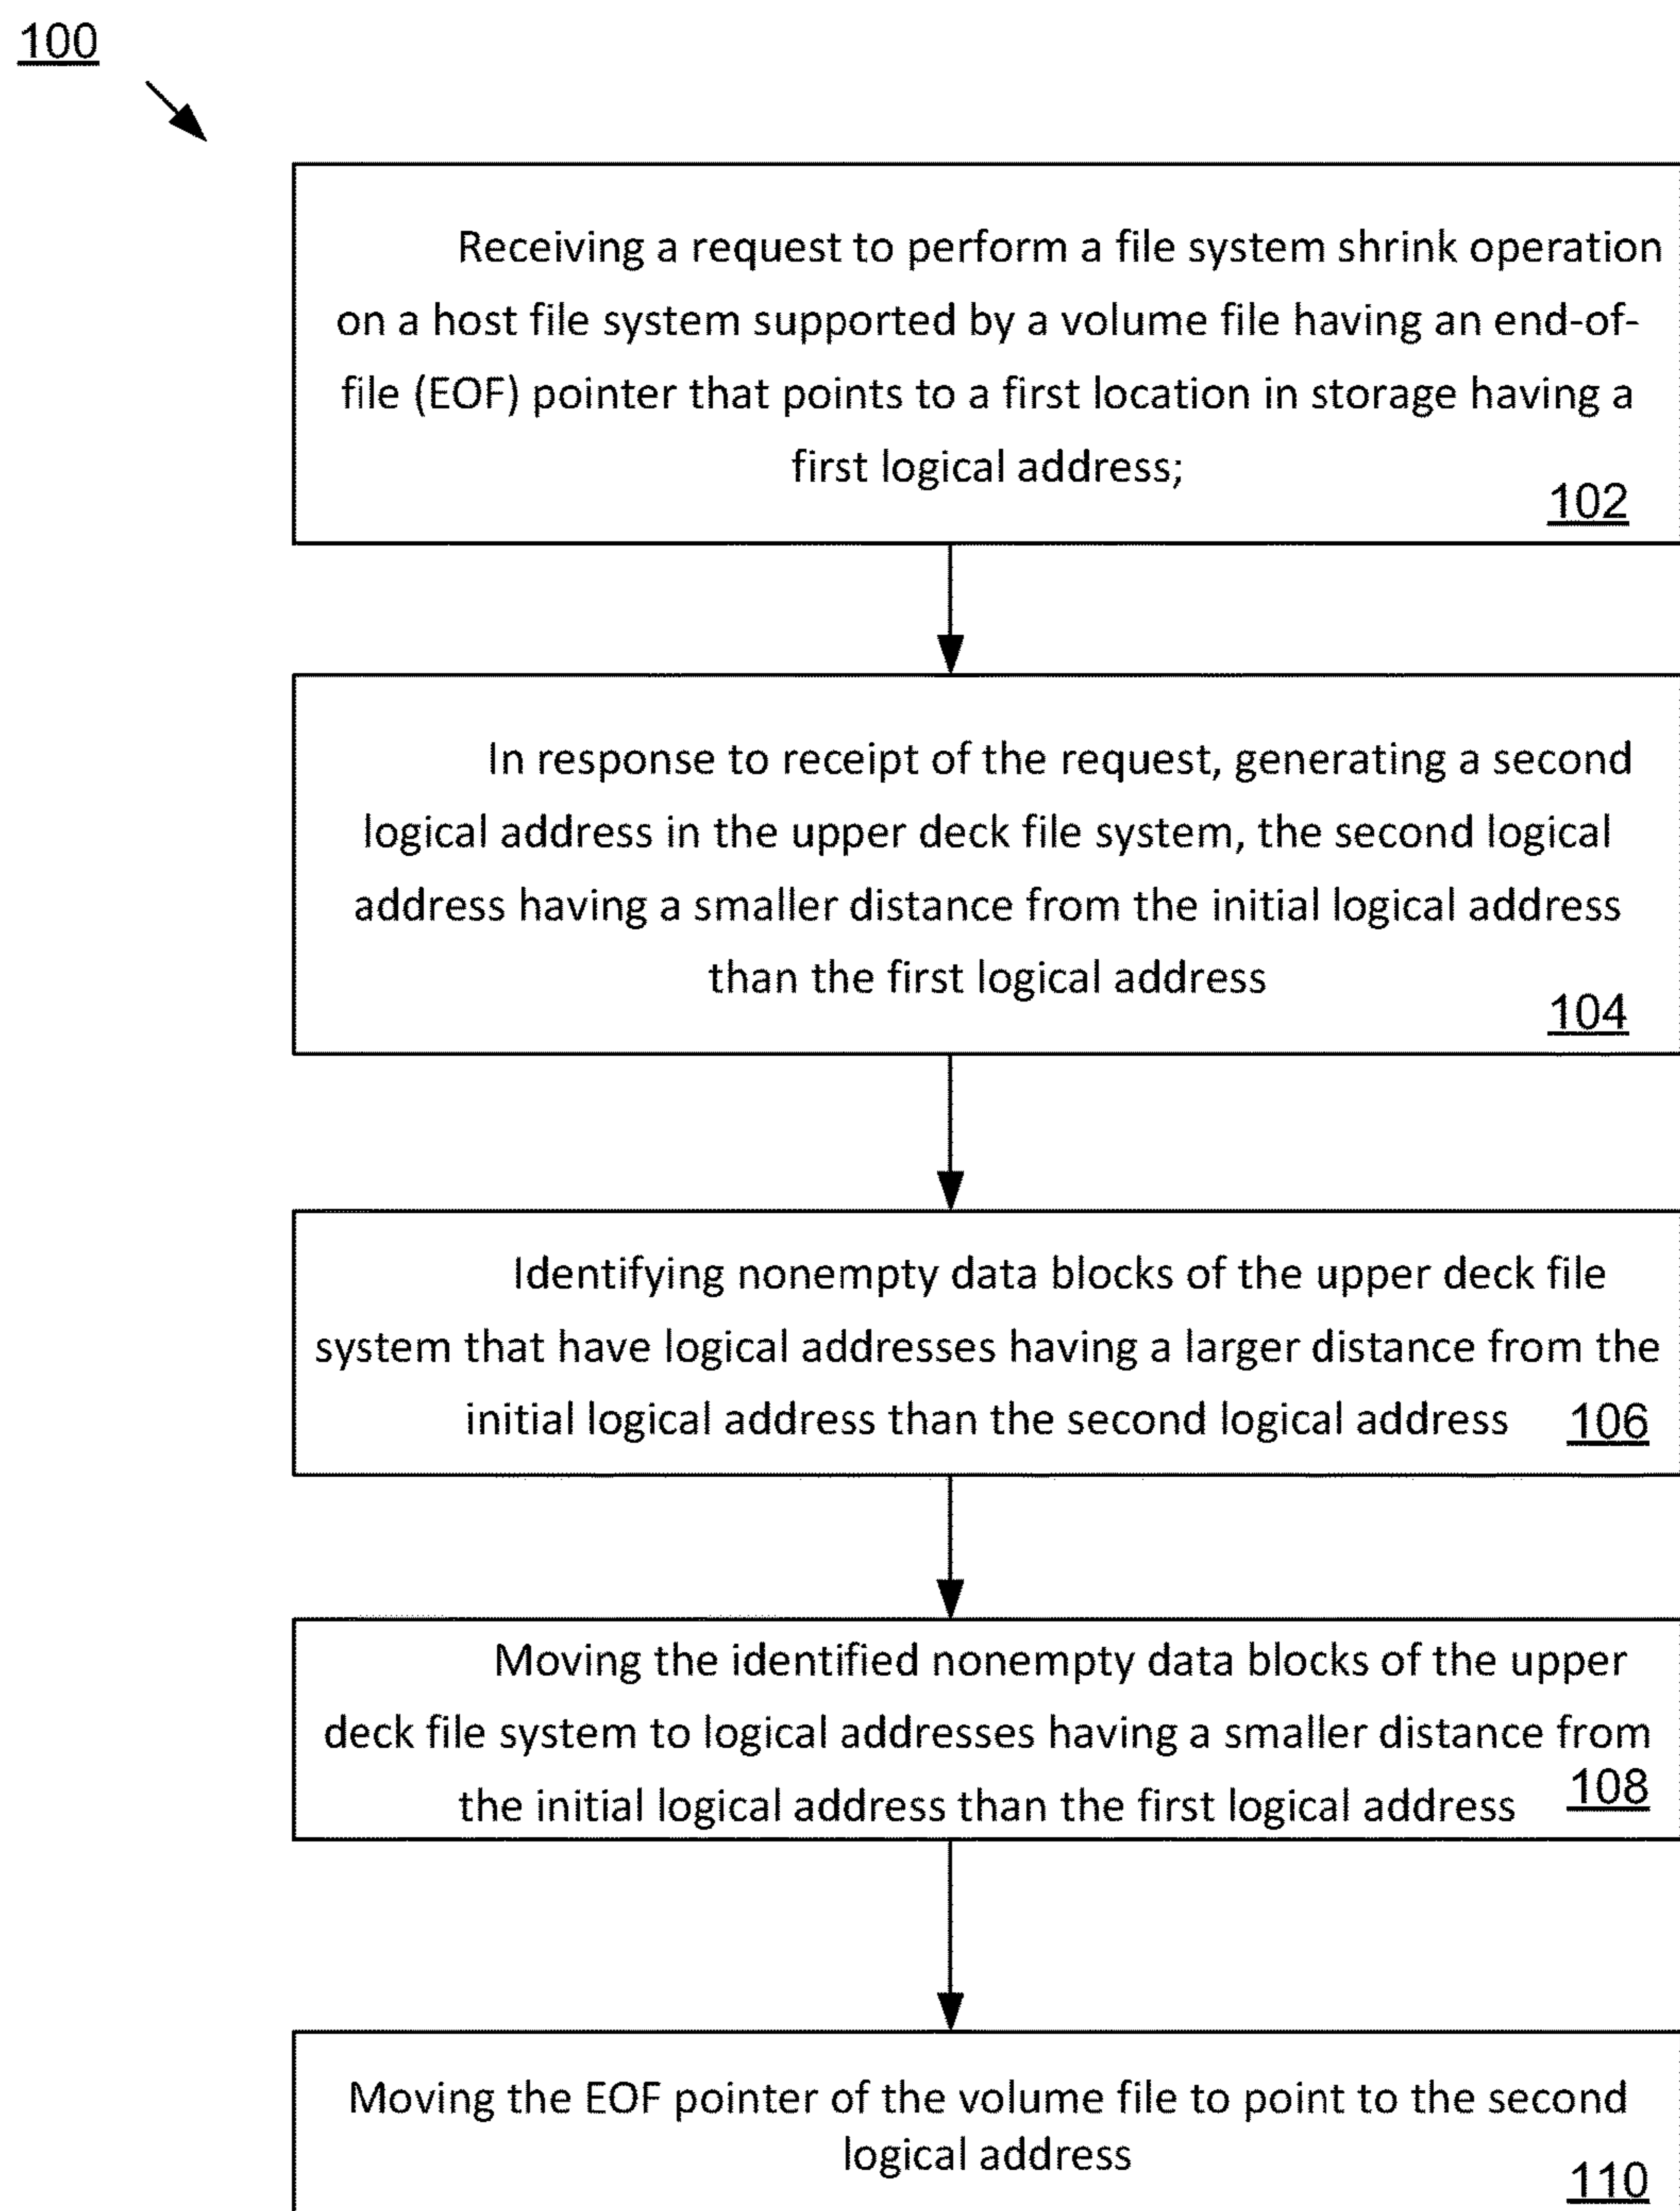 100
Receiving a request to perform a file system shrink operation
on a host file system supported by a volume file having an end-of-
file (EOF) pointer that points to a first location in storage having a
first logical address;
102
In response to receipt of the request, generating a second
logical address in the upper deck file system, the second logical
address having a smaller distance from the initial logical address
than the first logical address
104
Identifying nonempty data blocks of the upper deck file
system that have logical addresses having a larger distance from the
initial logical address than the second logical address
106
Moving the identified nonempty data blocks of the upper
deck file system to logical addresses having a smaller distance from
the initial logical address than the first logical address
108
Moving the EOF pointer of the volume file to point to the second
logical address
110